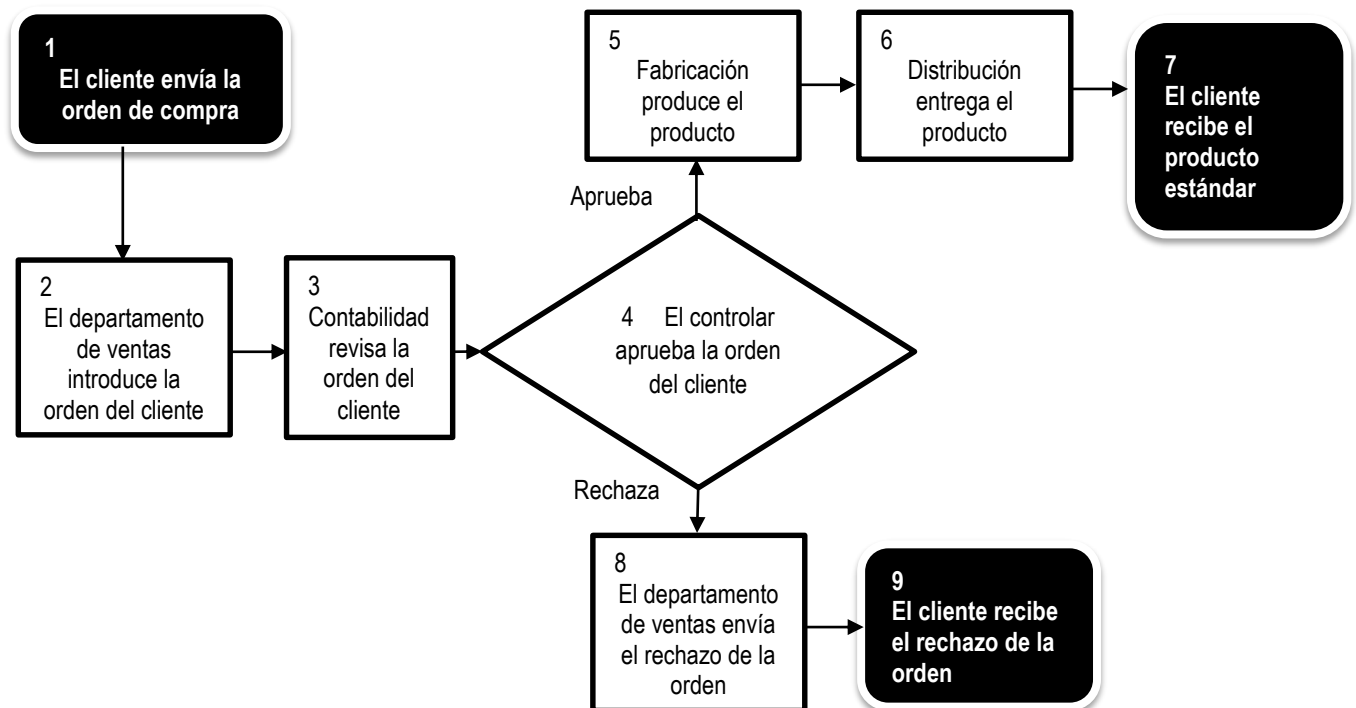 1
El cliente envía la
orden de compra
2
El departamento
de ventas
introduce la
orden del cliente
3
Contabilidad
revisa la
orden del
cliente
4 El controlar
aprueba la orden
del cliente
Aprueba
5
Fabricación
produce el
producto
6
Distribución
entrega el
producto
7
El cliente
recibe el
producto
estándar
Rechaza
8
El departamento
de ventas envía
el rechazo de la
orden
9
El cliente recibe
el rechazo de la
orden